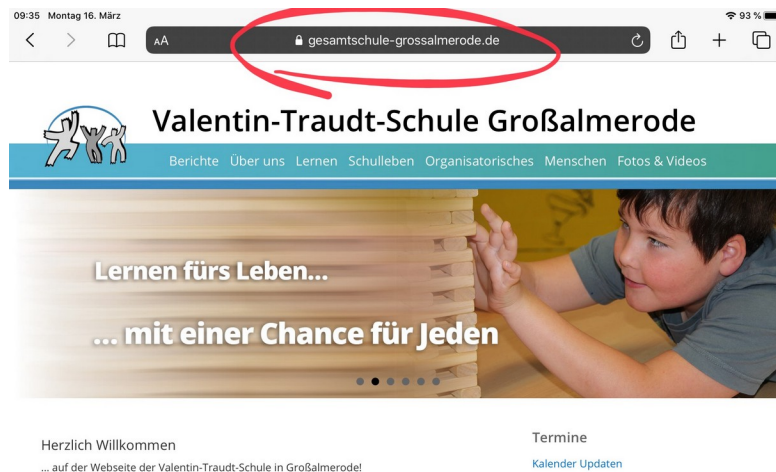 09:35 Montag 16. März
93 %
AA
gesamtschule-grossalmerode.de
Valentin-Traudt-Schule Großalmerode
Berichte Über uns Lernen Schulleben Organisatorisches Menschen Fotos & Videos
Lernen fürs Leben...
... mit einer Chance für Jeden
Herzlich Willkommen
... auf der Webseite der Valentin-Traudt-Schule in Großalmerode!
Termine
Kalender Updaten